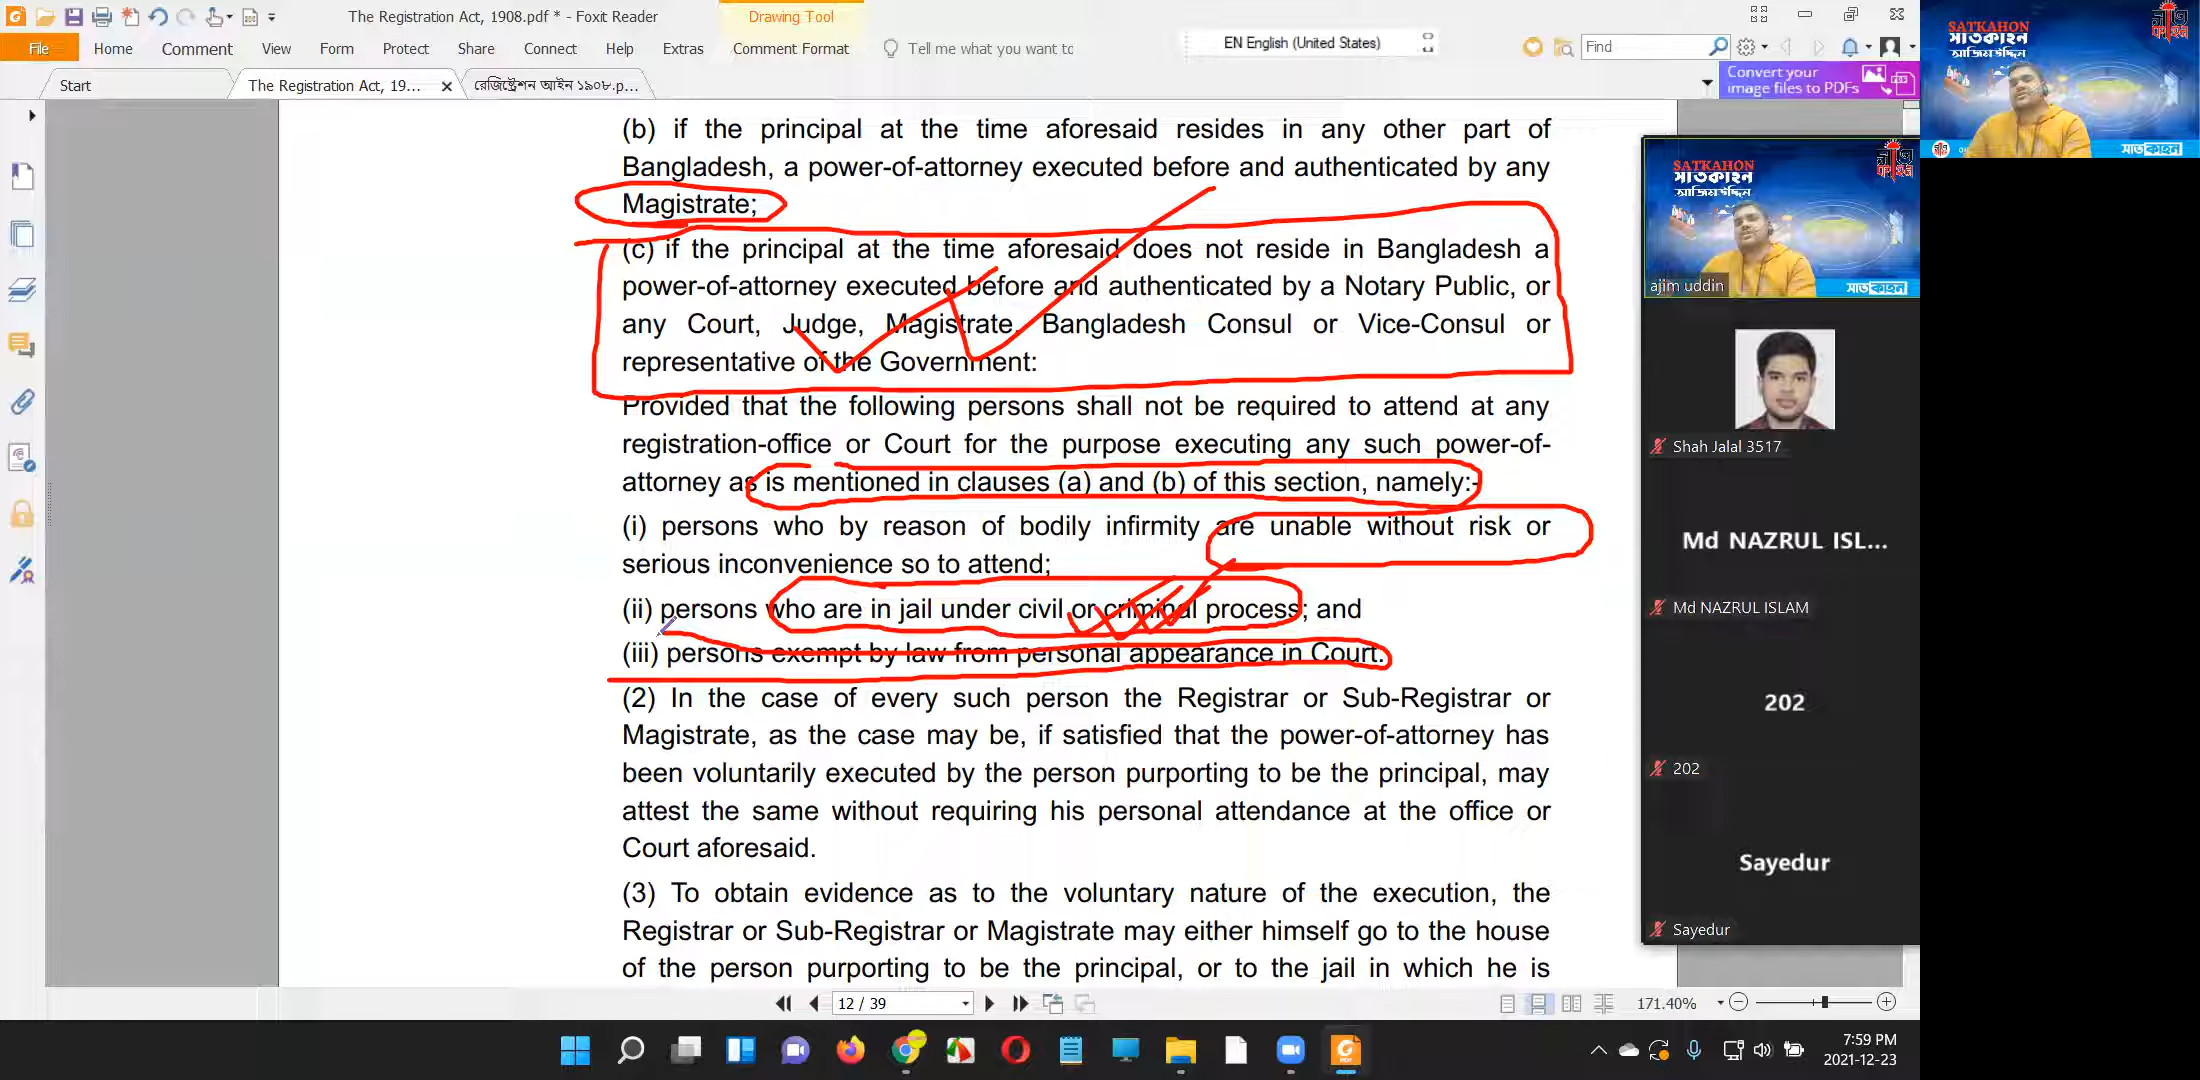 The Registration Act, 1908.pdf * - Foxit Reader
Drawing Tool
File
Home
Comment
View
Form
Protect
Share
Connect
Help
Extras
Comment Format
Tell me what you want to
EN English (United States)
Find
Start
The Registration Act, 19...
রেজিষ্ট্রেশন আইন ১৯০৮.p...
Convert your
image files to PDFs
(b) if the principal at the time aforesaid resides in any other part of
Bangladesh, a power-of-attorney executed before and authenticated by any
Magistrate;
(c) if the principal at the time aforesaid does not reside in Bangladesh a
power-of-attorney executed before and authenticated by a Notary Public, or
any Court, Judge, Magistrate, Bangladesh Consul or Vice-Consul or
representative of the Government:
Provided that the following persons shall not be required to attend at any
registration-office or Court for the purpose executing any such power-of-
attorney as is mentioned in clauses (a) and (b) of this section, namely:-
(i) persons who by reason of bodily infirmity are unable without risk or
serious inconvenience so to attend;
(ii) persons who are in jail under civil or criminal process; and
(iii) persons exempt by law from personal appearance in Court.
(2) In the case of every such person the Registrar or Sub-Registrar or
Magistrate, as the case may be, if satisfied that the power-of-attorney has
been voluntarily executed by the person purporting to be the principal, may
attest the same without requiring his personal attendance at the office or
Court aforesaid.
(3) To obtain evidence as to the voluntary nature of the execution, the
Registrar or Sub-Registrar or Magistrate may either himself go to the house
of the person purporting to be the principal, or to the jail in which he is
12 / 39
171.40%
SATKAHON
সাতকাহন
আজিম উদ্দিন
সাতকাহন
SATKAHON
সাতকাহন
আজিম উদ্দিন
ajim uddin
সাতকাহন
Shah Jalal 3517
Md NAZRUL ISL...
Md NAZRUL ISLAM
202
202
Sayedur
Sayedur
7:59 PM
2021-12-23